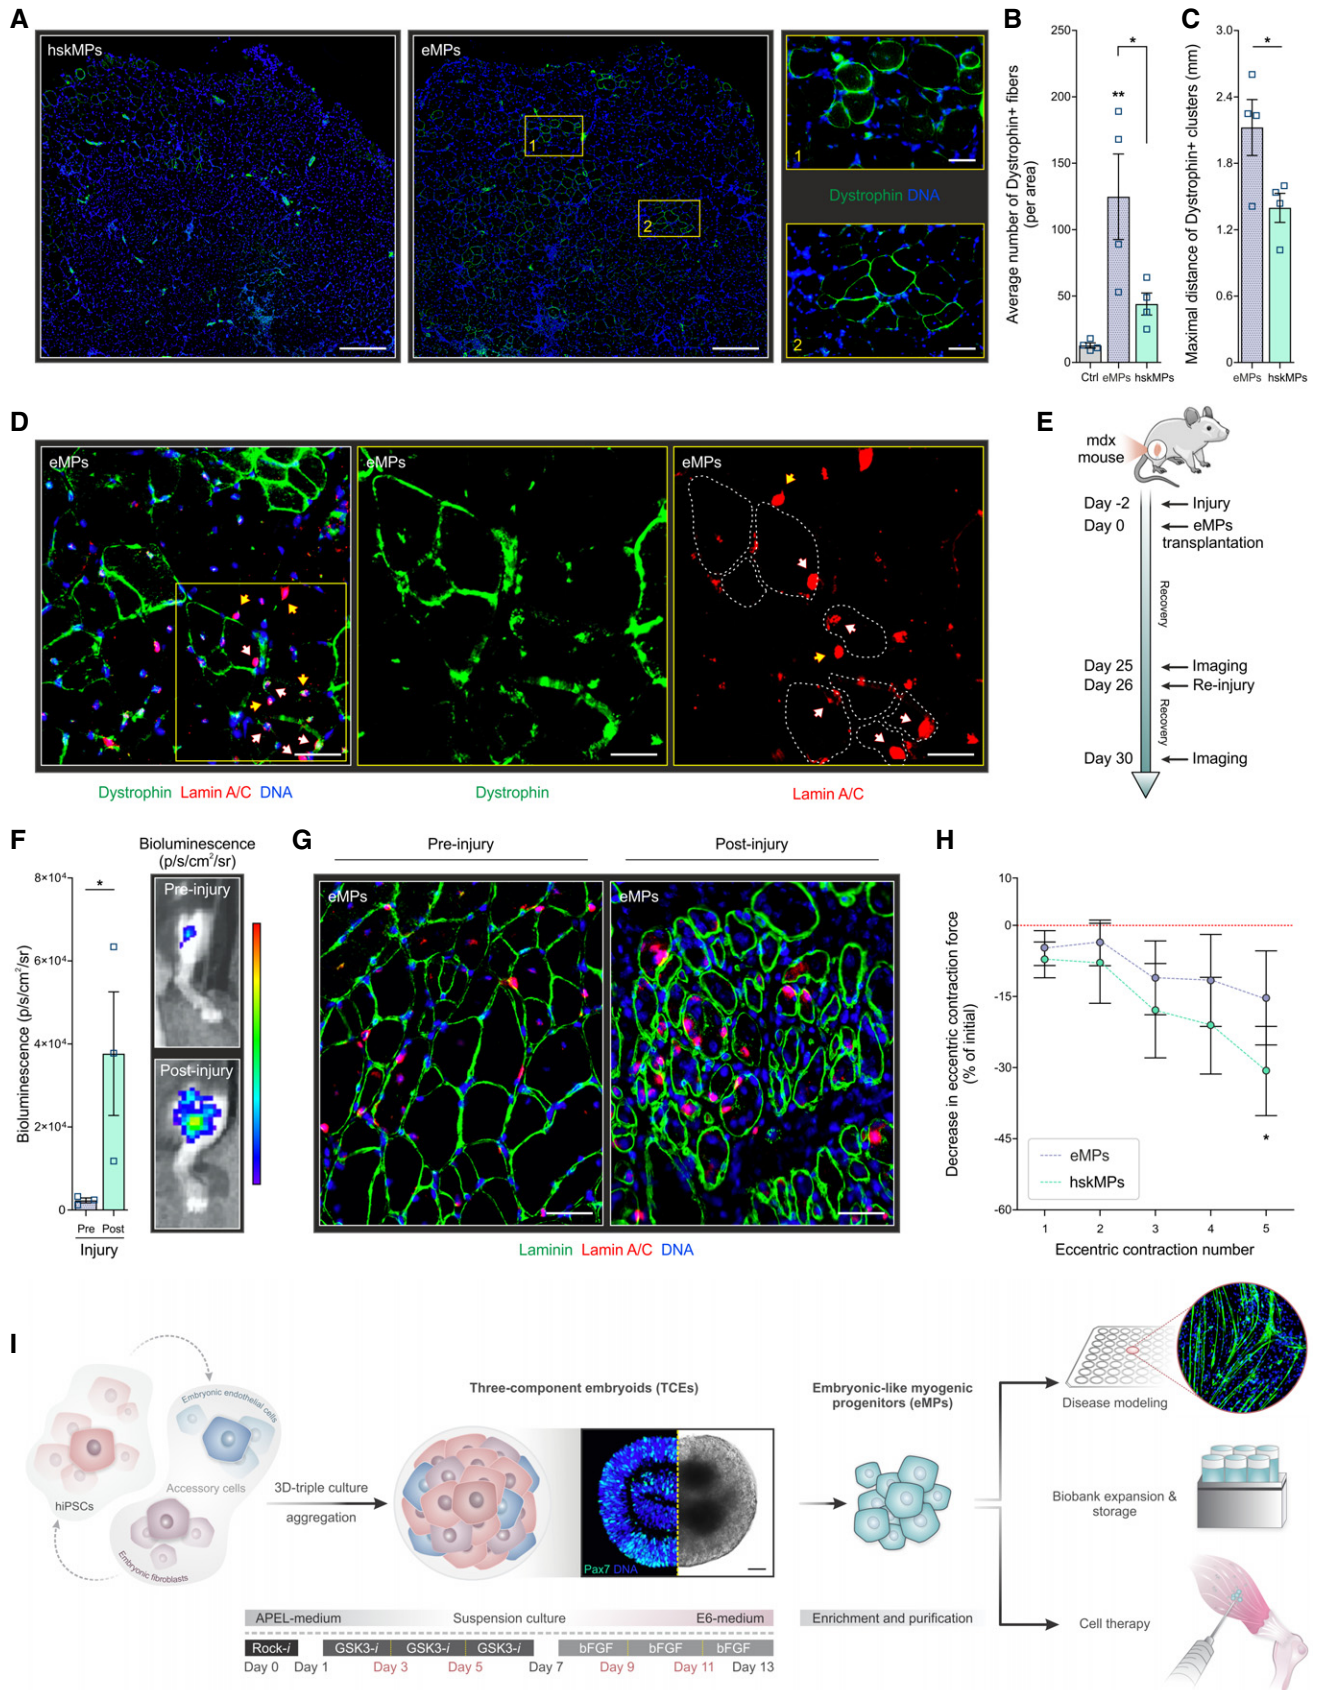 A
hskMPs
eMPs
1
2
1
Dystrophin DNA
2
B
Average number of Dystrophin+ fibers
(per area)
250
200
150
100
50
0
*
**
Ctrl eMPs hskMPs
C
Maximal distance of Dystrophin+ clusters (mm)
3.0
2.4
1.8
1.2
0.6
0
*
eMPs hskMPs
D
eMPs
eMPs
eMPs
Dystrophin Lamin A/C DNA
Dystrophin
Lamin A/C
E
mdx
mouse
Day -2
Injury
Day 0
eMPs
transplantation
Recovery
Day 25
Imaging
Day 26
Re-injury
Recovery
Day 30
Imaging
F
Bioluminescence (p/s/cm²/sr)
8×10⁴
6×10⁴
4×10⁴
2×10⁴
0
*
Pre Post
Injury
Bioluminescence
(p/s/cm²/sr)
Pre-injury
Post-injury
G
Pre-injury
Post-injury
eMPs
eMPs
Laminin Lamin A/C DNA
H
Decrease in eccentric contraction force
(% of initial)
10
0
-15
-30
-45
-60
*
eMPs
hskMPs
1 2 3 4 5
Eccentric contraction number
I
hiPSCs
Embryonic endothelial cells
Accessory cells
Embryonic fibroblasts
3D-triple culture
aggregation
Three-component embryoids (TCEs)
Pax7 DNA
Embryonic-like myogenic
progenitors (eMPs)
Disease modeling
Biobank expansion &
storage
Cell therapy
APEL-medium Suspension culture E6-medium
Enrichment and purification
Rock-i GSK3-i GSK3-i GSK3-i bFGF bFGF bFGF
Day 0 Day 1 Day 3 Day 5 Day 7 Day 9 Day 11 Day 13